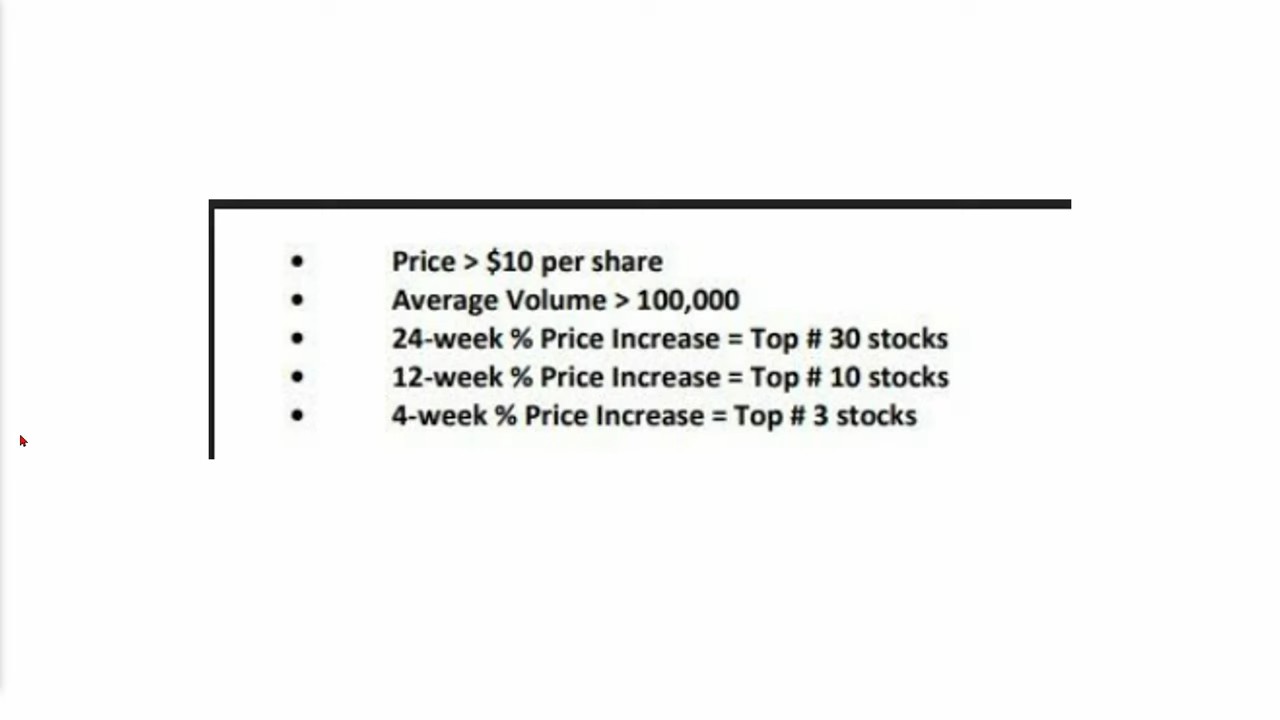 • Price > $10 per share
• Average Volume > 100,000
• 24-week % Price Increase = Top # 30 stocks
• 12-week % Price Increase = Top # 10 stocks
• 4-week % Price Increase = Top # 3 stocks